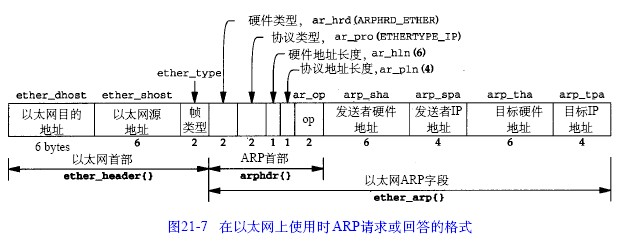 硬件类型，ar_hrd(ARPHRD_ETHER)
协议类型，ar_pro(ETHERTYPE_IP)
硬件地址长度，ar_hln(6)
协议地址长度，ar_pln(4)
ether_type
ether_dhost ether_shost ar_op arp_sha arp_spa arp_tha arp_tpa
以太网目的地址 以太网源地址 帧类型 op 发送者硬件地址 发送者IP地址 目标硬件地址 目标IP地址
6 bytes 6 2 2 2 1 1 2 6 4 6 4
以太网首部 ARP首部
ether_header{} arphdr{} 以太网ARP字段
ether_arp{}
图21-7 在以太网上使用时ARP请求或回答的格式